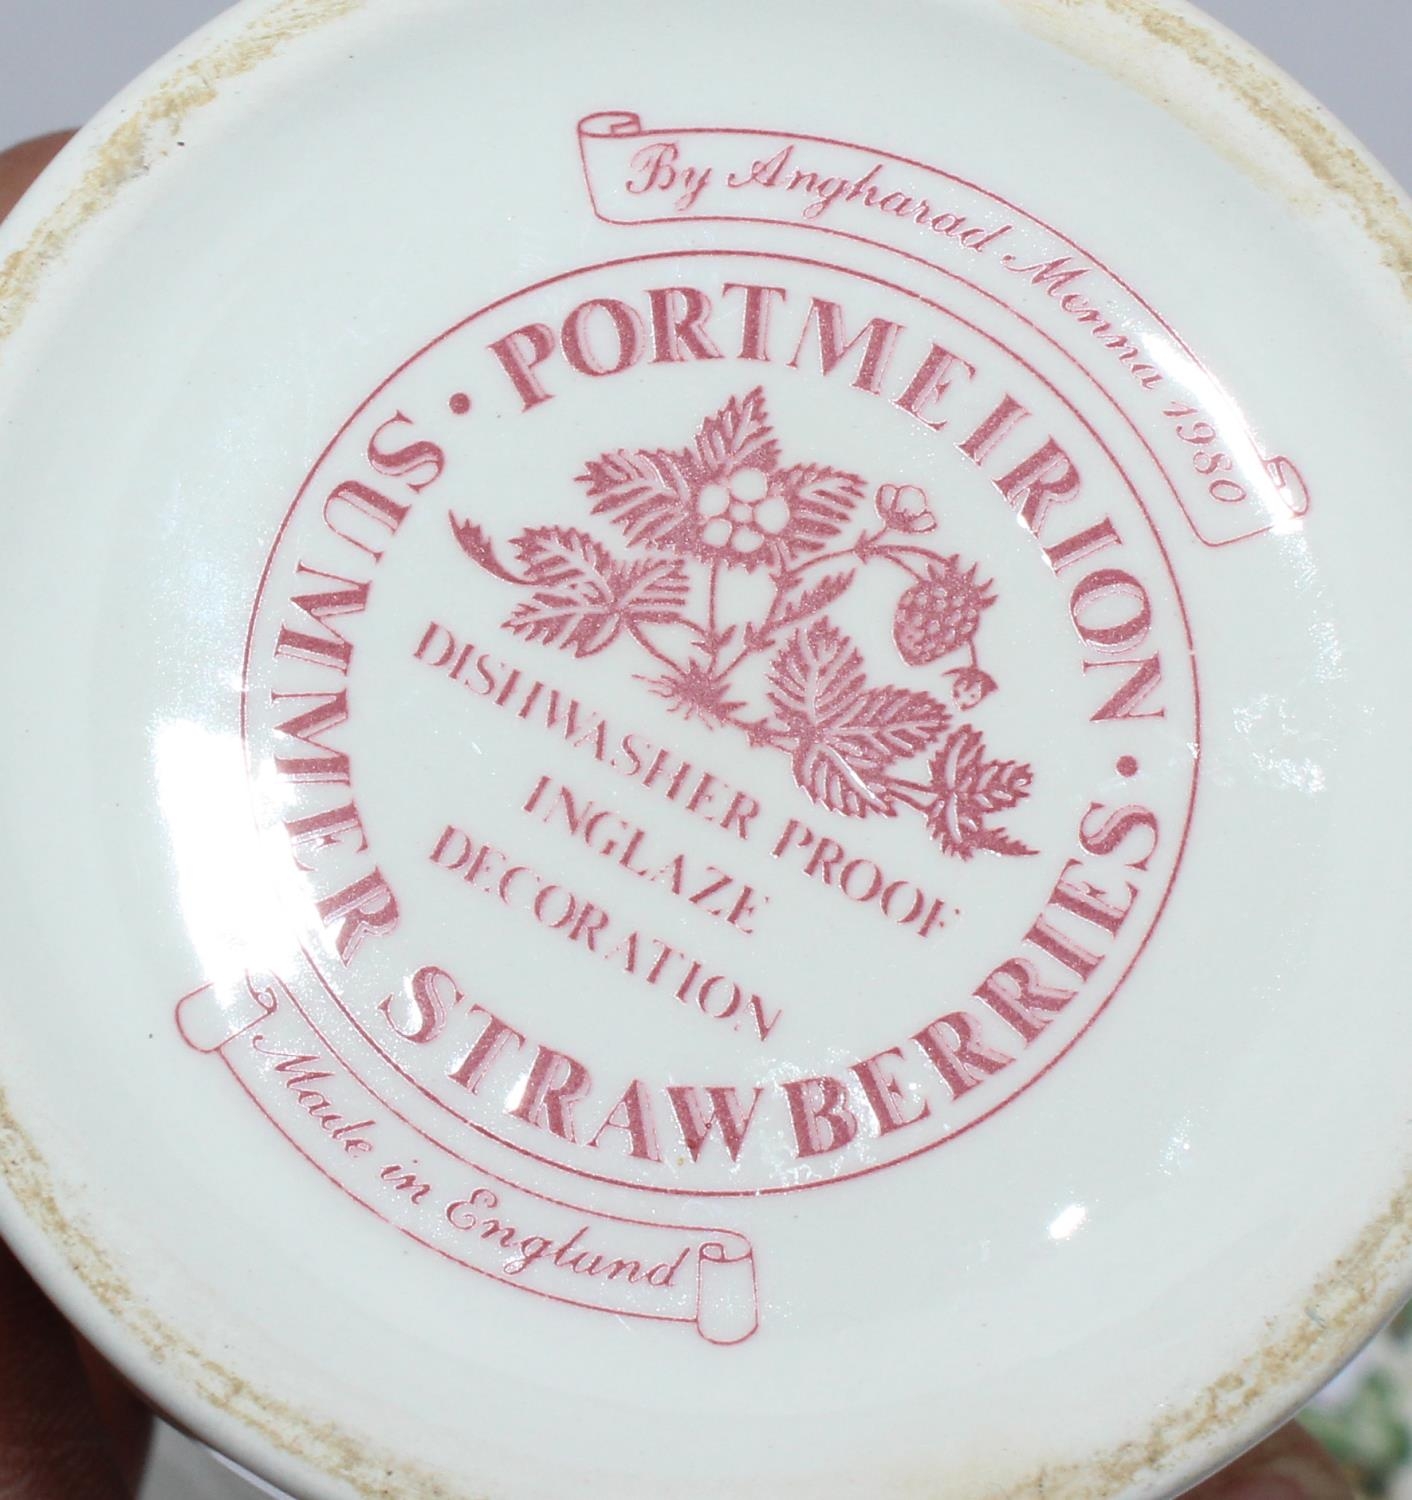 By Angharad Menna 1980
PORTMEIRION
DISHWASHER PROOF
INGLAZE
DECORATION
SUMMER STRAWBERRIES
Made in England